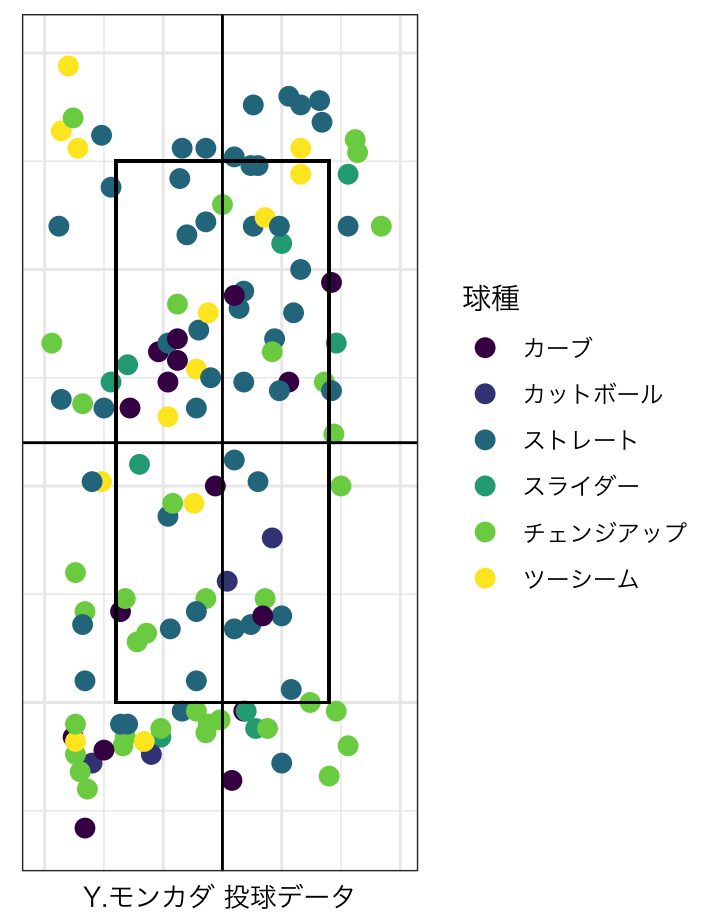 球種
カーブ
カットボール
ストレート
スライダー
チェンジアップ
ツーシーム
Y.モンカダ 投球データ